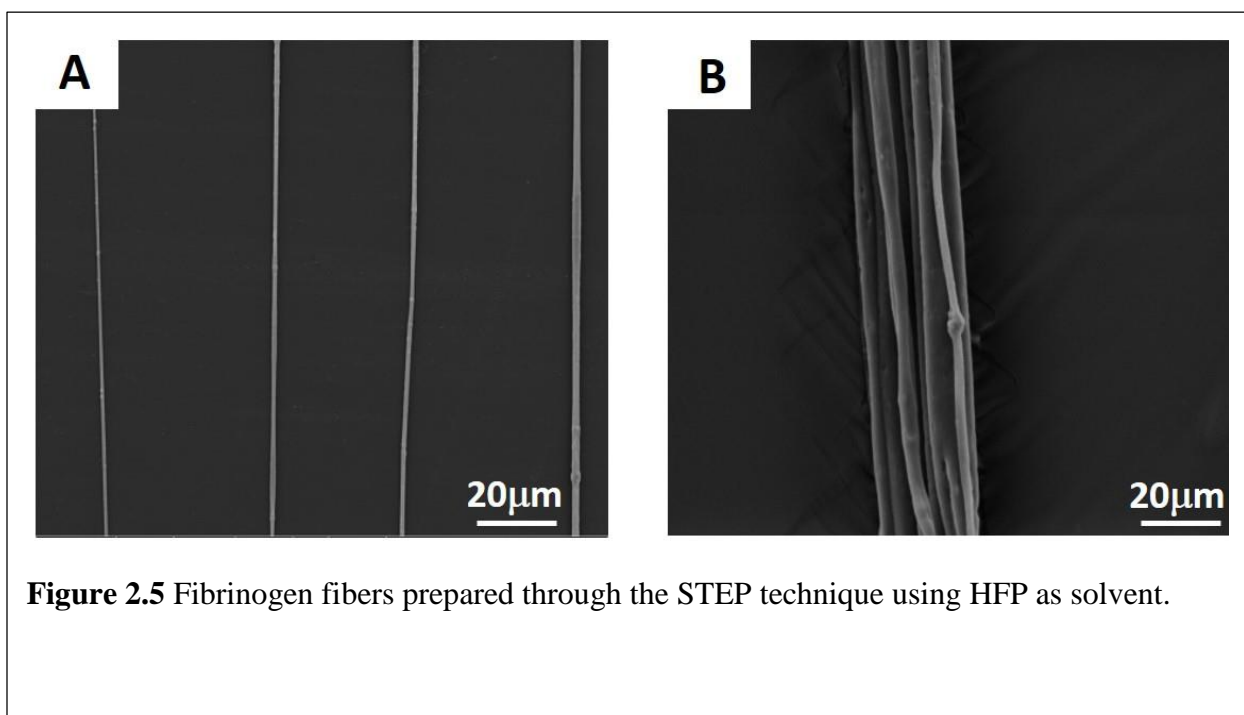 A
B
20μm
20μm
Figure 2.5 Fibrinogen fibers prepared through the STEP technique using HFP as solvent.